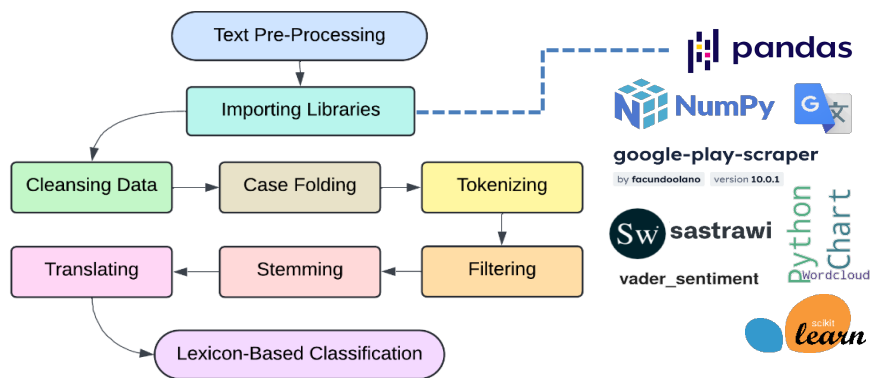 Text Pre-Processing
Importing Libraries
Cleansing Data
Case Folding
Tokenizing
Translating
Stemming
Filtering
Lexicon-Based Classification
pandas
NumPy
G 文
google-play-scraper
by facundoolano version 10.0.1
Sw sastrawi
Python
Chart
Wordcloud
vader_sentiment
scikit
learn